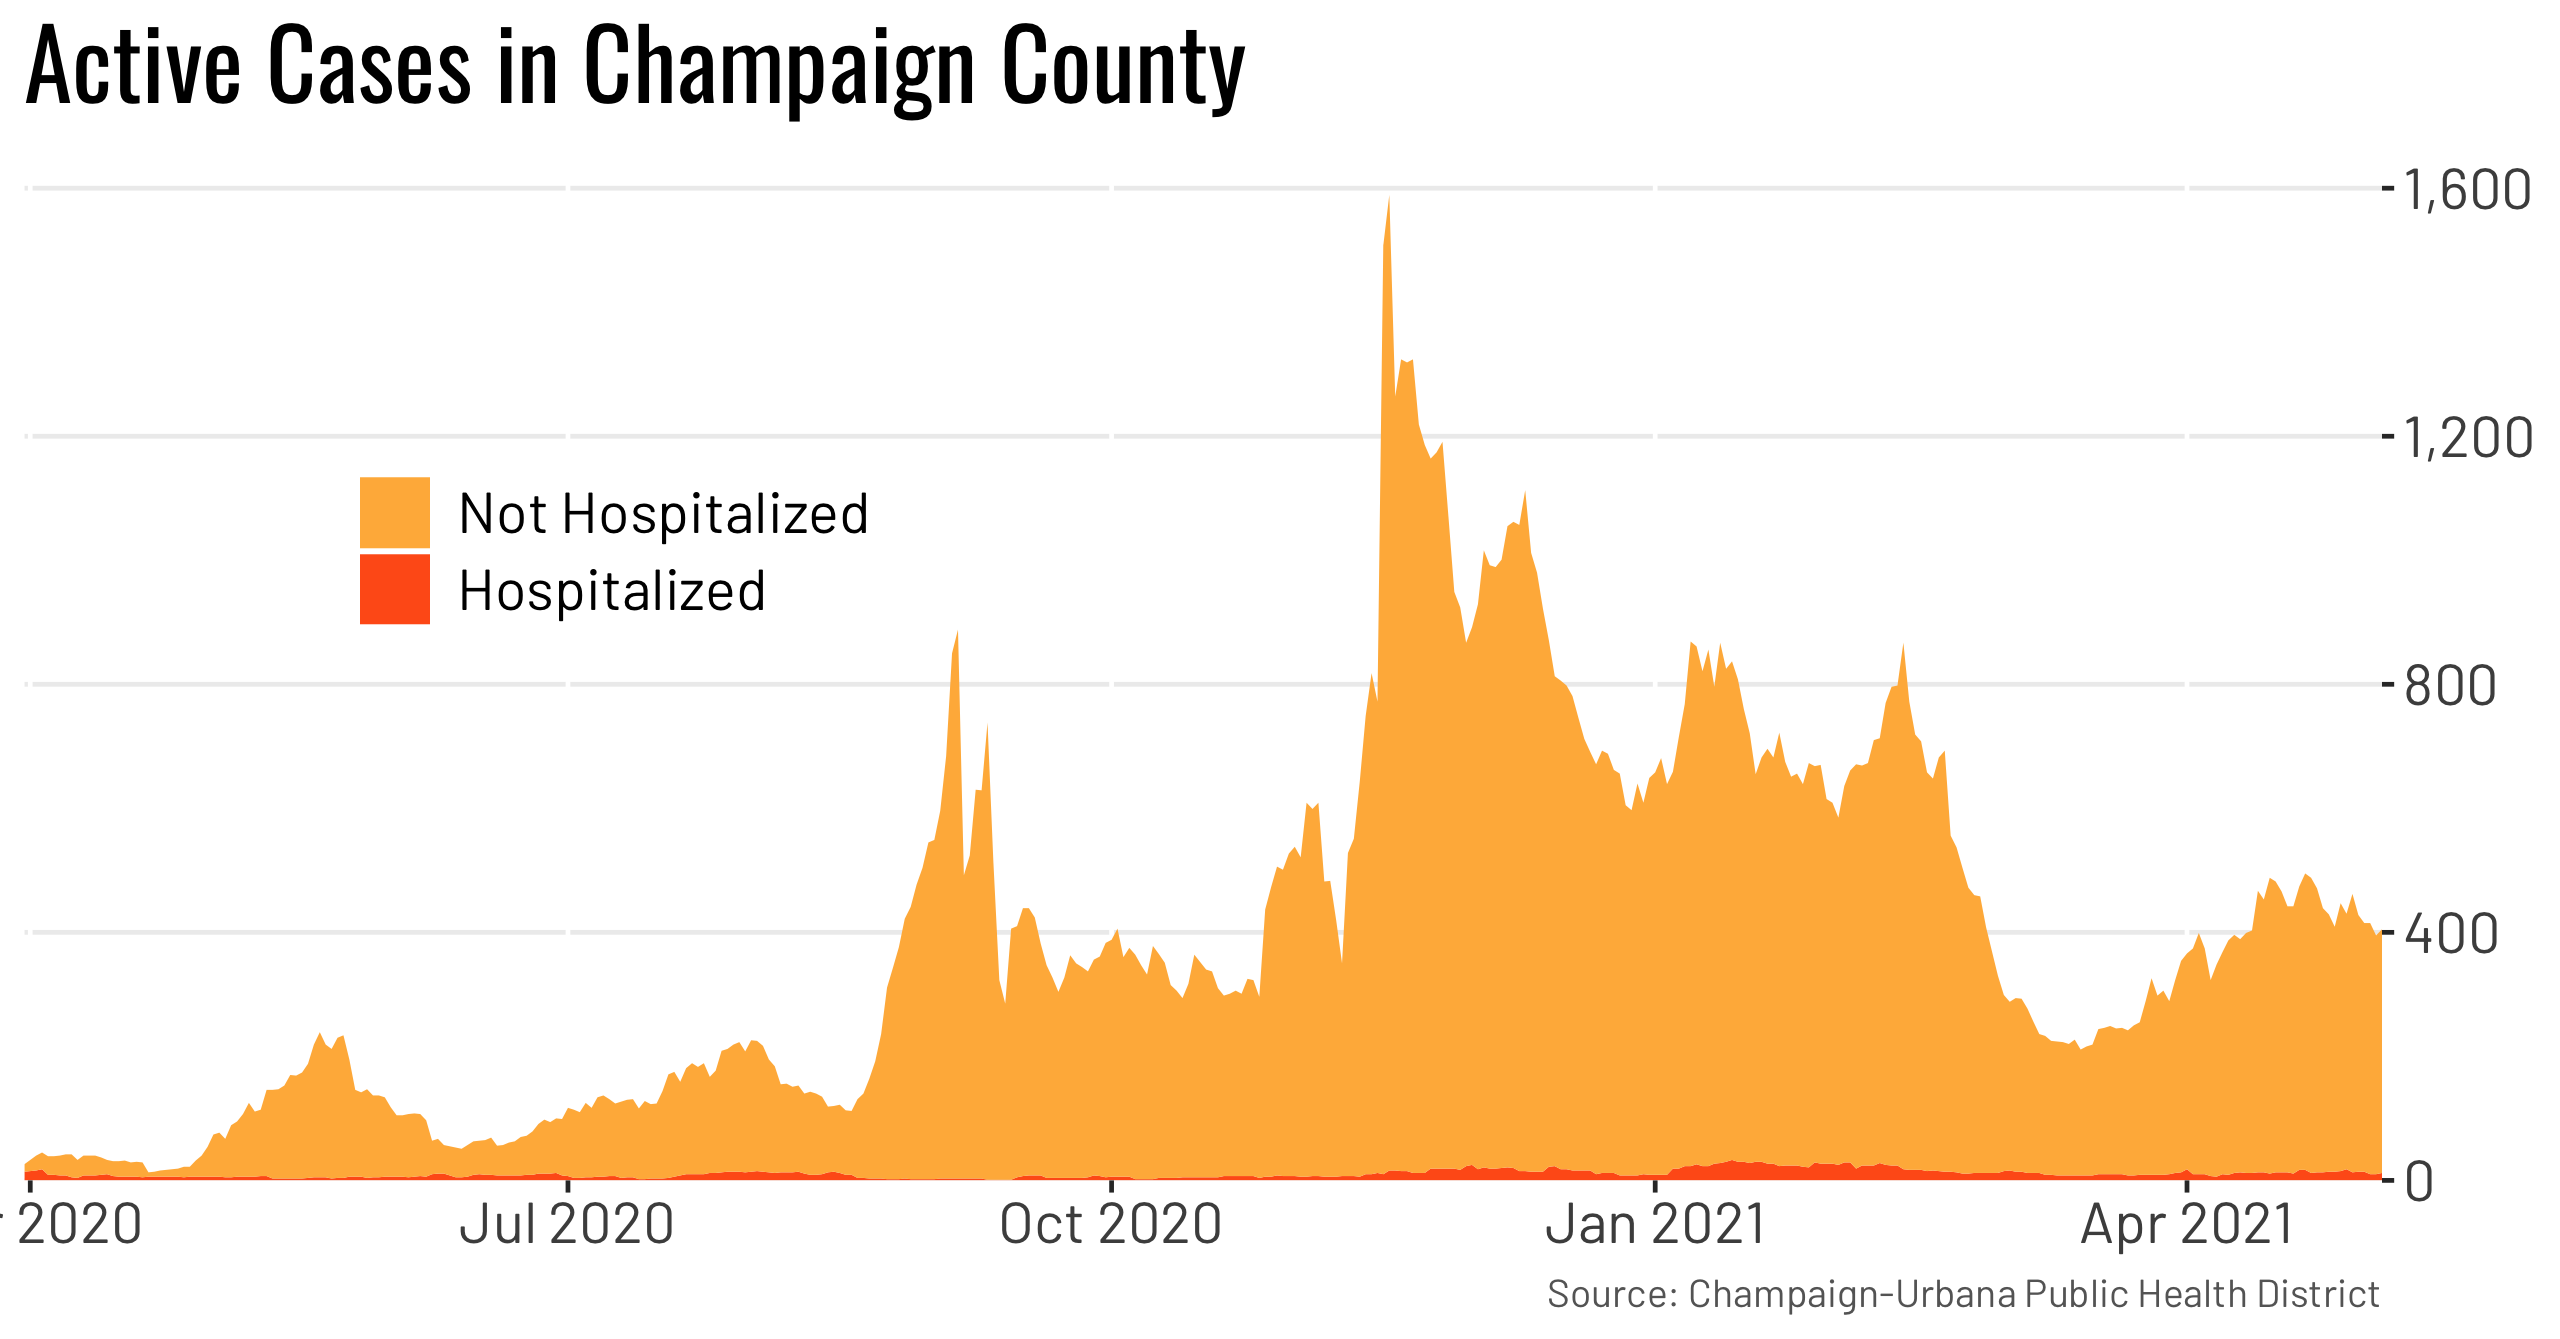 Active Cases in Champaign County
1,600
1,200
Not Hospitalized
Hospitalized
800
400
0
2020 Jul 2020 Oct 2020 Jan 2021 Apr 2021
Source: Champaign-Urbana Public Health District